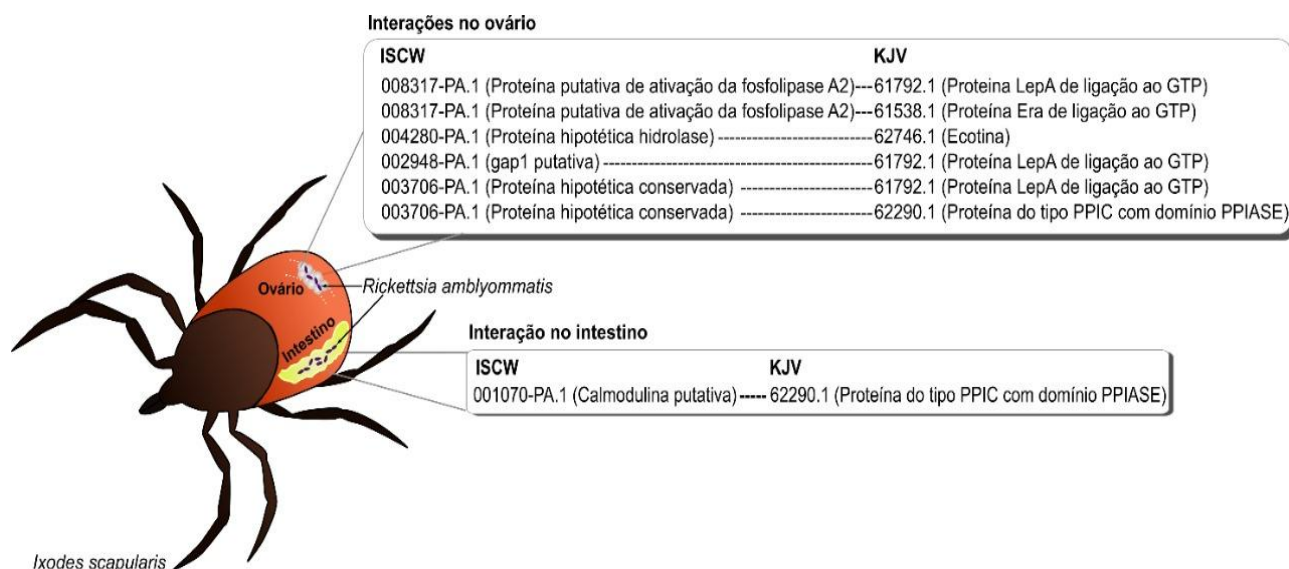 Interações no ovário
ISCW KJV
008317-PA.1 (Proteína putativa de ativação da fosfolipase A2)---61792.1 (Proteina LepA de ligação ao GTP)
008317-PA.1 (Proteína putativa de ativação da fosfolipase A2)---61538.1 (Proteína Era de ligação ao GTP)
004280-PA.1 (Proteína hipotética hidrolase) ----------------------62746.1 (Ecotina)
002948-PA.1 (gap1 putativa)-------------------------------------61792.1 (Proteína LepA de ligação ao GTP)
003706-PA.1 (Proteína hipotética conservada) ------------------61792.1 (Proteína LepA de ligação ao GTP)
003706-PA.1 (Proteína hipotética conservada) ------------------62290.1 (Proteína do tipo PPIC com domínio PPIASE)
Ovário
Rickettsia amblyommatis
Intestino
Interação no intestino
ISCW KJV
001070-PA.1 (Calmodulina putativa) ----- 62290.1 (Proteína do tipo PPIC com domínio PPIASE)
Ixodes scapularis